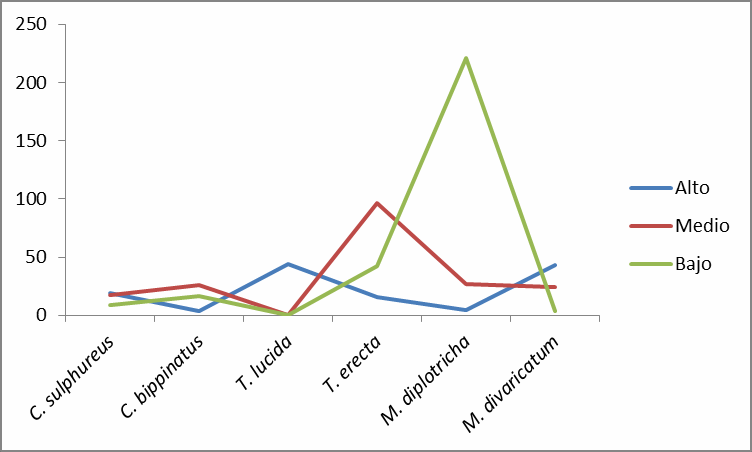 250
200
150
100
50
0
C. sulphureus
C. bippinatus
T. lucida
T. erecta
M. diplotricha
M. divaricatum
Alto
Medio
Bajo